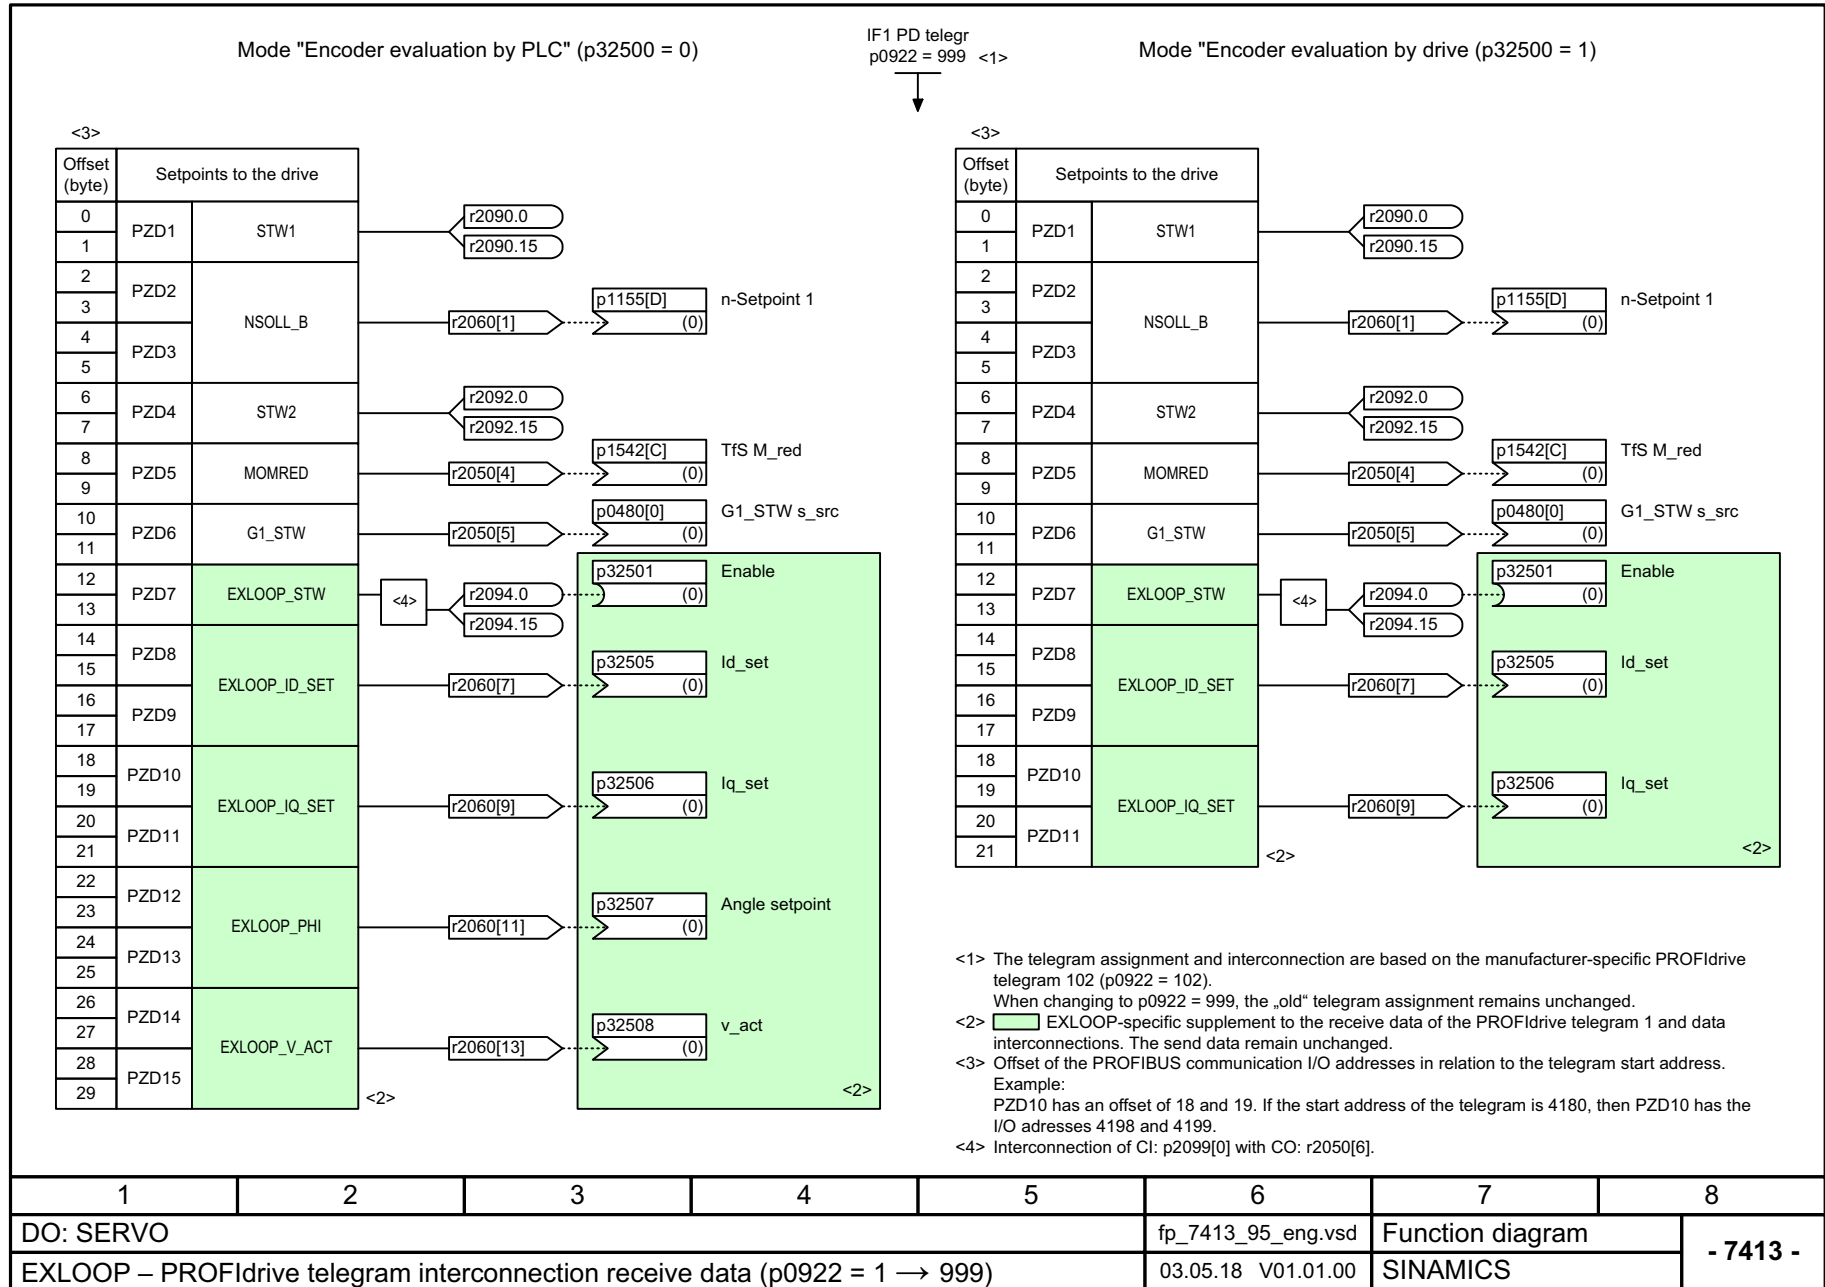 Mode "Encoder evaluation by PLC" (p32500 = 0)
IF1 PD telegr
p0922 = 999 <1>
Mode "Encoder evaluation by drive (p32500 = 1)
<3>
Offset
(byte)
Setpoints to the drive
0
1
PZD1
STW1
r2090.0
r2090.15
2
3
PZD2
4
5
PZD3
NSOLL_B
r2060[1]
p1155[D]
(0)
n-Setpoint 1
6
7
PZD4
STW2
r2092.0
r2092.15
8
9
PZD5
MOMRED
r2050[4]
p1542[C]
(0)
TfS M_red
10
11
PZD6
G1_STW
r2050[5]
p0480[0]
(0)
G1_STW s_src
12
13
PZD7
EXLOOP_STW
<4>
r2094.0
r2094.15
p32501
(0)
Enable
14
15
PZD8
16
17
PZD9
EXLOOP_ID_SET
r2060[7]
p32505
(0)
Id_set
18
19
PZD10
20
21
PZD11
EXLOOP_IQ_SET
r2060[9]
p32506
(0)
Iq_set
22
23
PZD12
24
25
PZD13
EXLOOP_PHI
r2060[11]
p32507
(0)
Angle setpoint
26
27
PZD14
28
29
PZD15
EXLOOP_V_ACT
r2060[13]
p32508
(0)
v_act
<2>
<2>
<3>
Offset
(byte)
Setpoints to the drive
0
1
PZD1
STW1
r2090.0
r2090.15
2
3
PZD2
4
5
PZD3
NSOLL_B
r2060[1]
p1155[D]
(0)
n-Setpoint 1
6
7
PZD4
STW2
r2092.0
r2092.15
8
9
PZD5
MOMRED
r2050[4]
p1542[C]
(0)
TfS M_red
10
11
PZD6
G1_STW
r2050[5]
p0480[0]
(0)
G1_STW s_src
12
13
PZD7
EXLOOP_STW
<4>
r2094.0
r2094.15
p32501
(0)
Enable
14
15
PZD8
16
17
PZD9
EXLOOP_ID_SET
r2060[7]
p32505
(0)
Id_set
18
19
PZD10
20
21
PZD11
EXLOOP_IQ_SET
r2060[9]
p32506
(0)
Iq_set
<2>
<2>
<1> The telegram assignment and interconnection are based on the manufacturer-specific PROFIdrive
telegram 102 (p0922 = 102).
When changing to p0922 = 999, the „old“ telegram assignment remains unchanged.
<2> EXLOOP-specific supplement to the receive data of the PROFIdrive telegram 1 and data
interconnections. The send data remain unchanged.
<3> Offset of the PROFIBUS communication I/O addresses in relation to the telegram start address.
Example:
PZD10 has an offset of 18 and 19. If the start address of the telegram is 4180, then PZD10 has the
I/O adresses 4198 and 4199.
<4> Interconnection of CI: p2099[0] with CO: r2050[6].
1 2 3 4 5 6 7 8
DO: SERVO
fp_7413_95_eng.vsd
Function diagram
- 7413 -
EXLOOP – PROFIdrive telegram interconnection receive data (p0922 = 1 → 999)
03.05.18 V01.01.00
SINAMICS